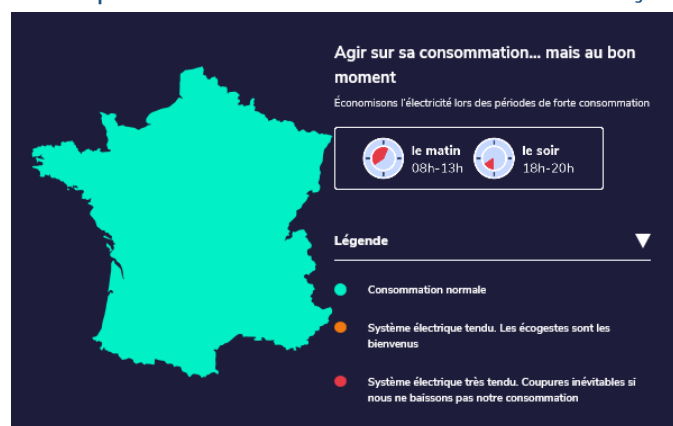 Agir sur sa consommation... mais au bon
moment
Économisons l'électricité lors des périodes de forte consommation
le matin
08h-13h
le soir
18h-20h
Légende
Consommation normale
Système électrique tendu. Les écogestes sont les
bienvenus
Système électrique très tendu. Coupures inévitables si
nous ne baissons pas notre consommation